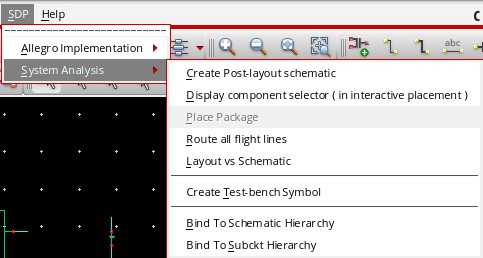 SDP Help
Allegro Implementation
System Analysis
abc
Create Post-layout schematic
Display component selector ( in interactive placement )
Place Package
Route all flight lines
Layout vs Schematic
Create Test-bench Symbol
Bind To Schematic Hierarchy
Bind To Subckt Hierarchy